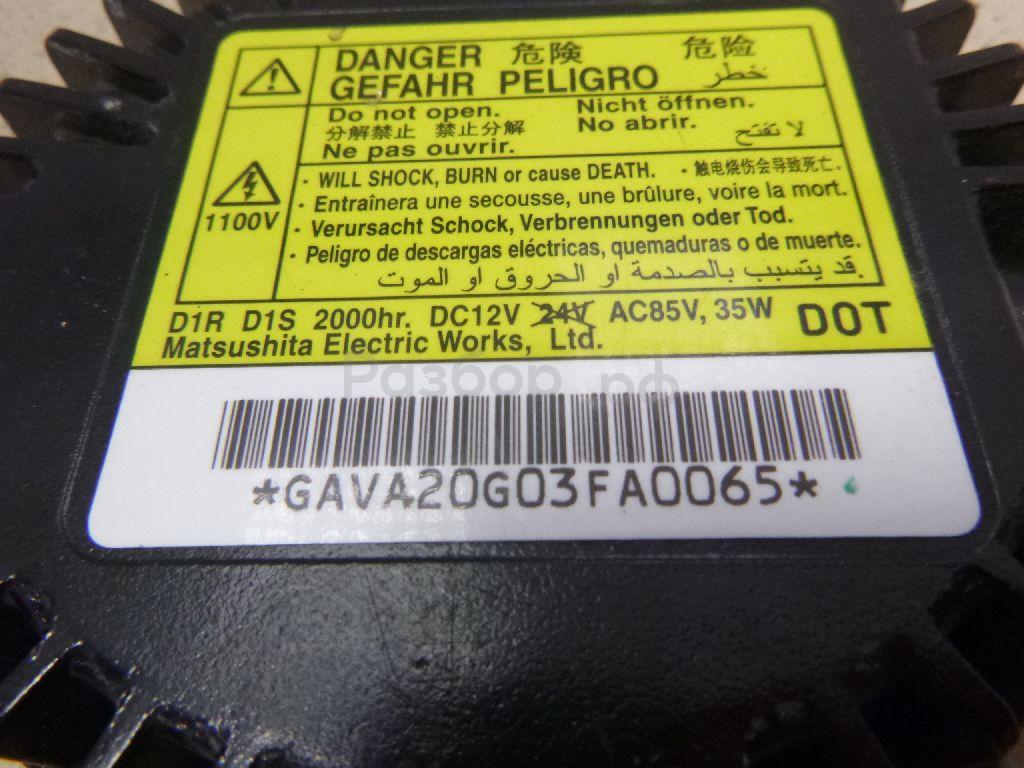 DANGER 危険 危险
GEFAHR PELIGRO خطر
Do not open. Nicht öffnen.
分解禁止 禁止分解 No abrir. لا تفتح
Ne pas ouvrir.
1100V
· WILL SHOCK, BURN or cause DEATH. · 触电烧伤会导致死亡.
· Entraînera une secousse, une brûlure, voire la mort.
· Verursacht Schock, Verbrennungen oder Tod.
· Peligro de descargas eléctricas, quemaduras o de muerte.
قد يتسبب بالصدمة او الحروق او الموت.
D1R D1S 2000hr. DC12V 24V AC85V, 35W DOT
Matsushita Electric Works, Ltd.
Разбор.рф
*GAVA20G03FA0065*